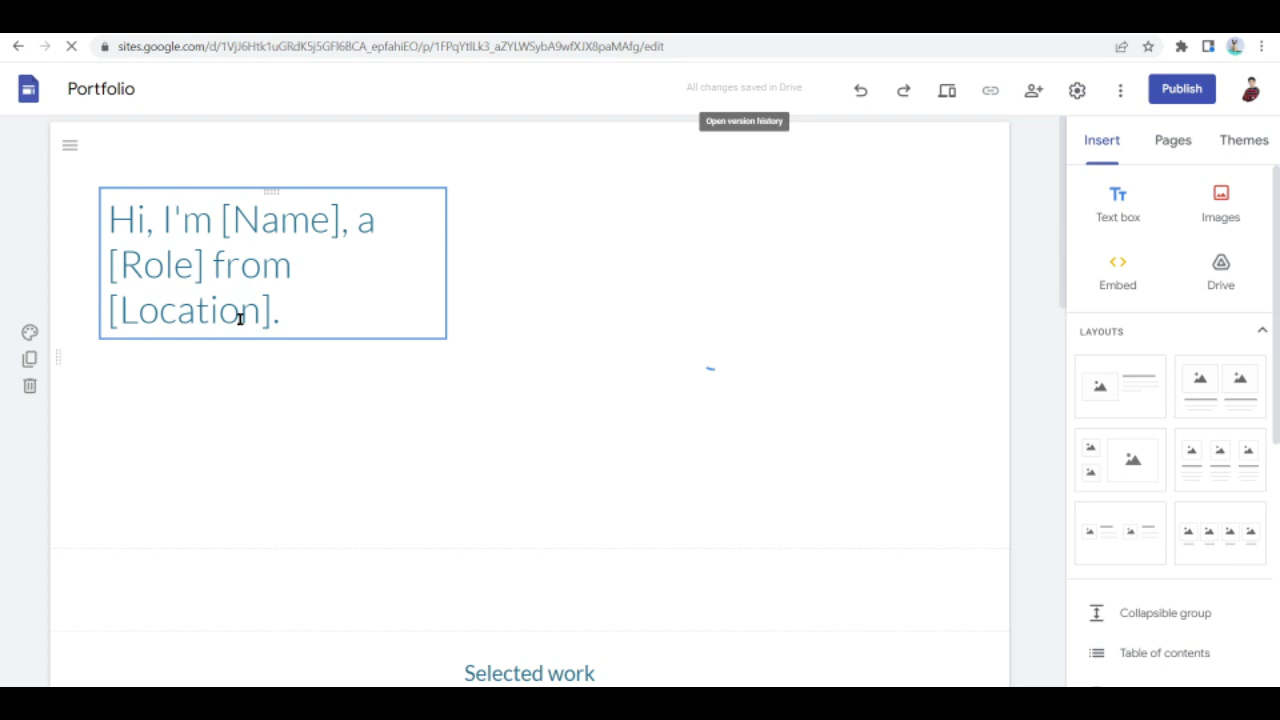 sites.google.com/d/1VjJ6Htk1uGRdK5j5GFl6BCA_epfahiEO/p/1FPqYtlLk3_aZYLWSybA9wfXJX8paMAfg/edit
Portfolio
All changes saved in Drive
Publish
Open version history
Insert
Pages
Themes
Hi, I'm [Name], a
[Role] from
[Location].
Text box
Images
Embed
Drive
LAYOUTS
Collapsible group
Table of contents
Selected work